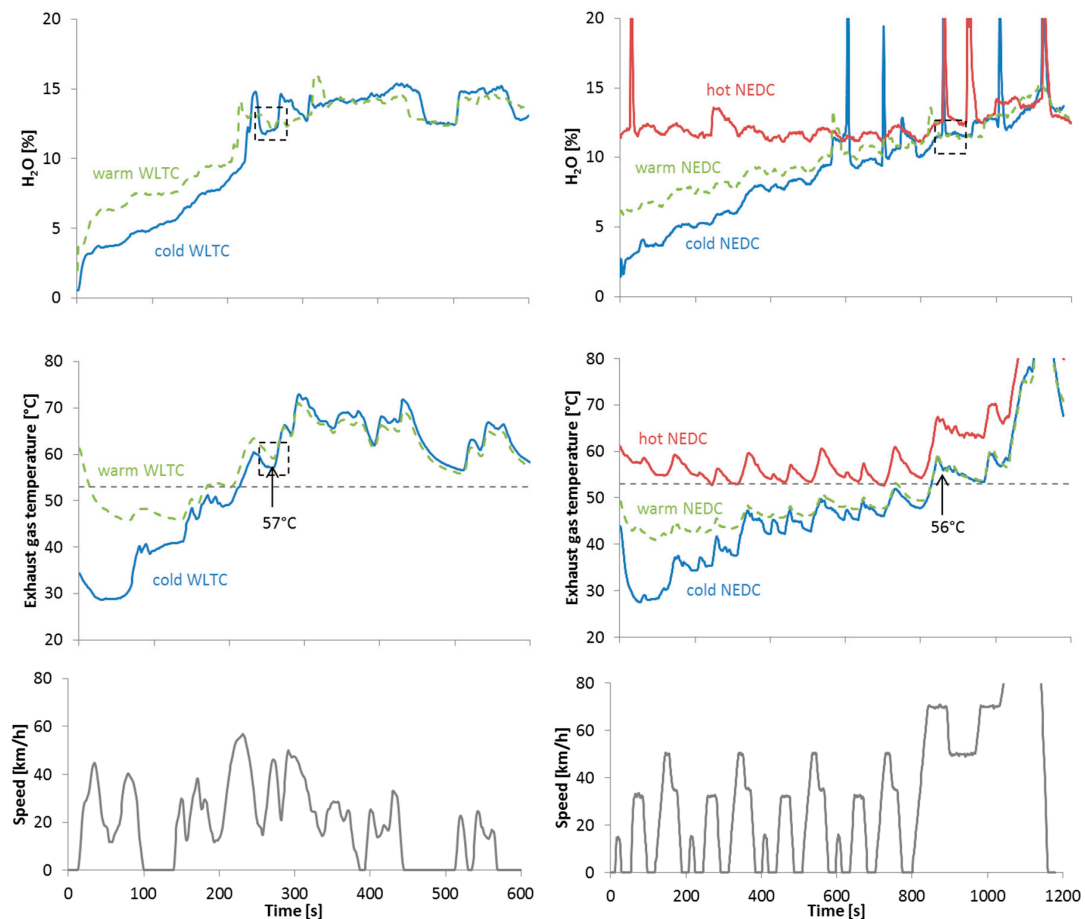 20
15
10
5
0
H₂O [%]
warm WLTC
cold WLTC
20
15
10
5
0
H₂O [%]
hot NEDC
warm NEDC
cold NEDC
80
70
60
50
40
30
20
Exhaust gas temperature [°C]
warm WLTC
57°C
cold WLTC
80
70
60
50
40
30
20
Exhaust gas temperature [°C]
hot NEDC
warm NEDC
56°C
cold NEDC
80
60
40
20
0
Speed [km/h]
0 100 200 300 400 500 600
Time [s]
80
60
40
20
0
Speed [km/h]
0 200 400 600 800 1000 1200
Time [s]